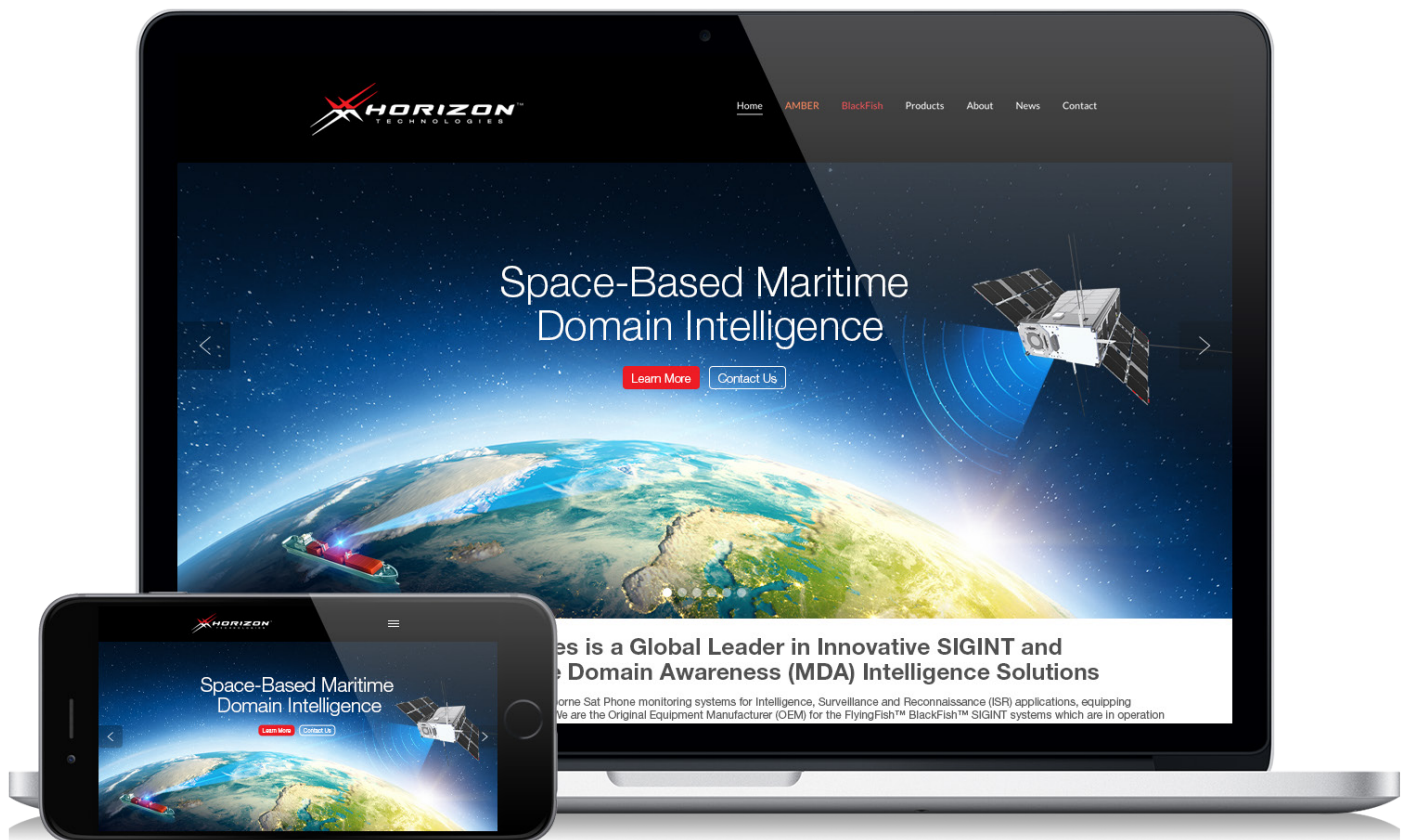 HORIZON™
TECHNOLOGIES
Home AMBER BlackFish Products About News Contact
Space-Based Maritime
Domain Intelligence
Learn More Contact Us
es is a Global Leader in Innovative SIGINT and
Domain Awareness (MDA) Intelligence Solutions
orne Sat Phone monitoring systems for Intelligence, Surveillance and Reconnaissance (ISR) applications, equipping
We are the Original Equipment Manufacturer (OEM) for the FlyingFish™ BlackFish™ SIGINT systems which are in operation
HORIZON
TECHNOLOGIES
Space-Based Maritime
Domain Intelligence
Learn More Contact Us